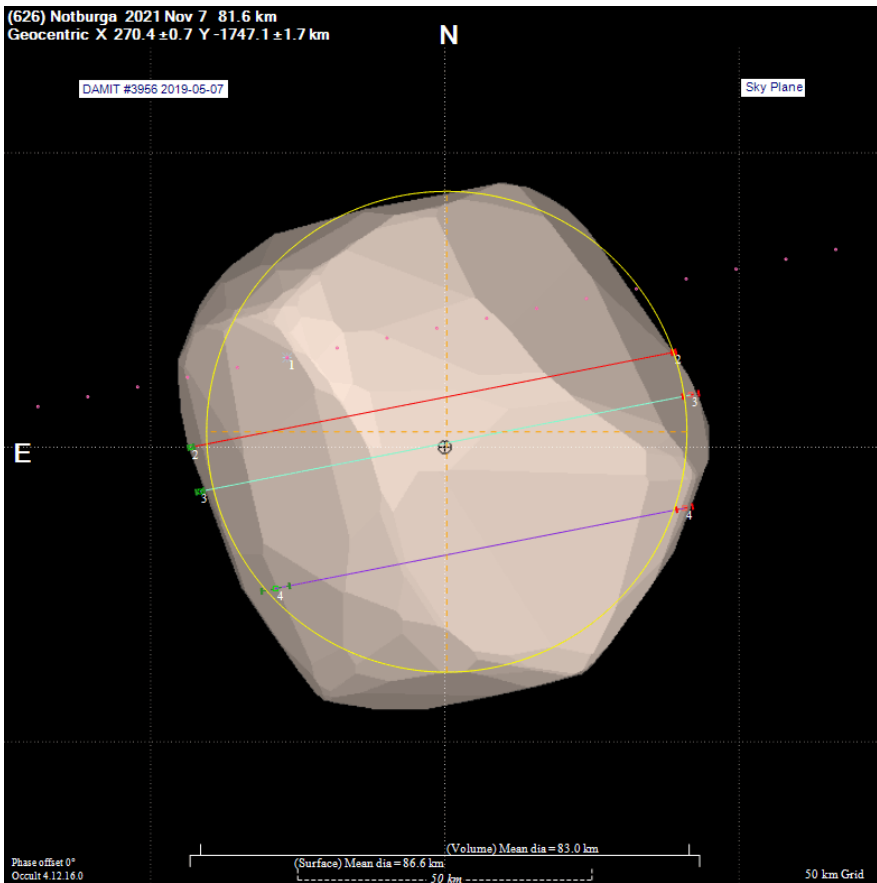 (626) Notburga 2021 Nov 7 81.6 km
Geocentric X 270.4 ±0.7 Y -1747.1 ±1.7 km
N
DAMIT #3956 2019-05-07
Sky Plane
1
2
3
E
2
3
4
4
(Volume) Mean dia = 83.0 km
(Surface) Mean dia = 86.6 km
50 km
Phase offset 0°
Occult 4.12.16.0
50 km Grid